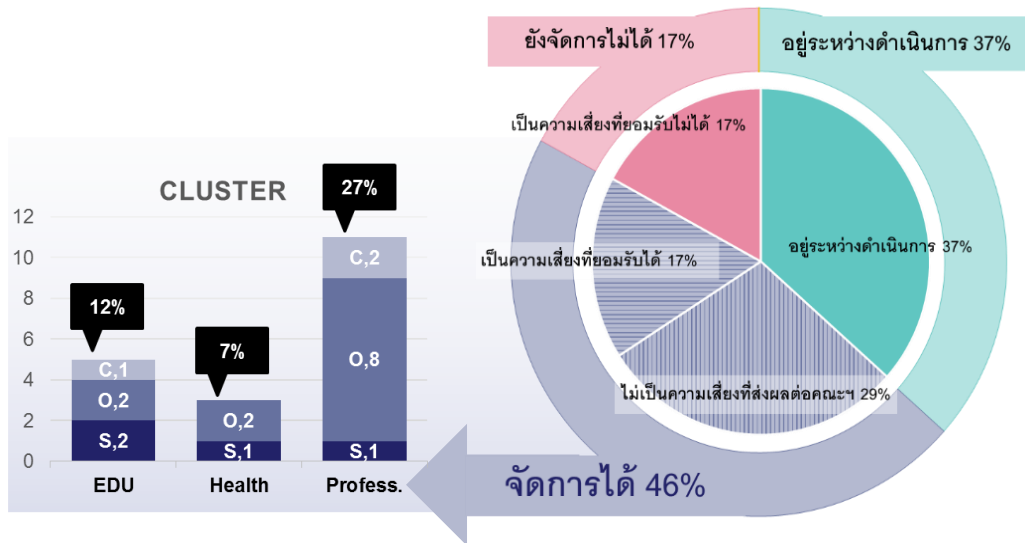 ยังจัดการไม่ได้ 17%
อยู่ระหว่างดำเนินการ 37%
เป็นความเสี่ยงที่ยอมรับไม่ได้ 17%
เป็นความเสี่ยงที่ยอมรับได้ 17%
อยู่ระหว่างดำเนินการ 37%
ไม่เป็นความเสี่ยงที่ส่งผลต่อคณะฯ 29%
จัดการได้ 46%
CLUSTER
27%
12%
7%
12
10
8
6
4
2
0
C,1
O,2
S,2
O,2
S,1
C,2
O,8
S,1
EDU
Health
Profess.